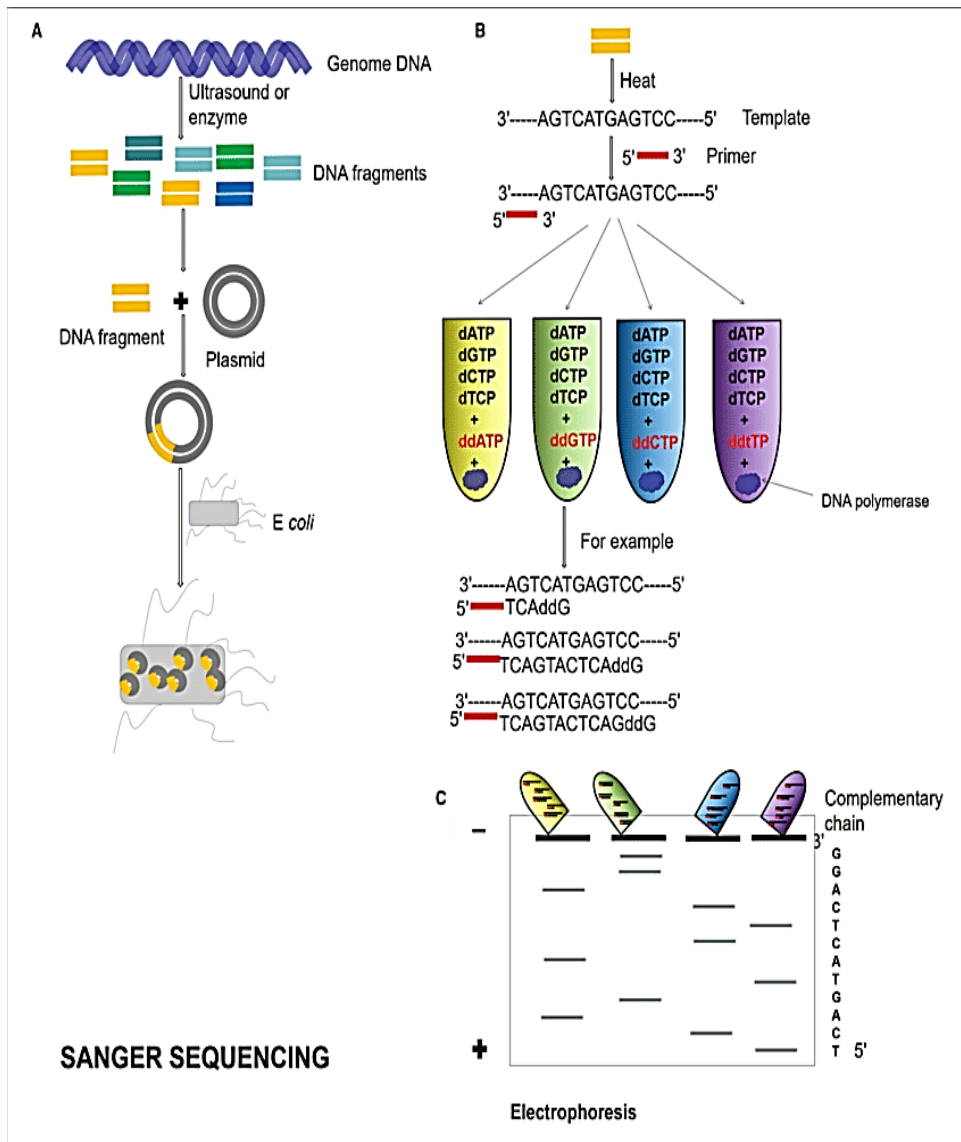 A
Genome DNA
Ultrasound or
enzyme
DNA fragments
DNA fragment
+
Plasmid
E coli
SANGER SEQUENCING
B
Heat
3'-----AGTCATGAGTCC-----5' Template
5' 3' Primer
3'-----AGTCATGAGTCC-----5'
5' 3'
dATP
dGTP
dCTP
dTCP
+
ddATP
+
dATP
dGTP
dCTP
dTCP
+
ddGTP
+
dATP
dGTP
dCTP
dTCP
+
ddCTP
+
dATP
dGTP
dCTP
dTCP
+
ddtTP
+
DNA polymerase
For example
3'------AGTCATGAGTCC-----5'
5' TCAddG
3'-----AGTCATGAGTCC-----5'
5' TCAGTACTCAddG
3'-----AGTCATGAGTCC-----5'
5' TCAGTACTCAGddG
C
Complementary
chain
−
3'
G
G
A
C
T
C
A
T
G
A
C
T 5'
+
Electrophoresis